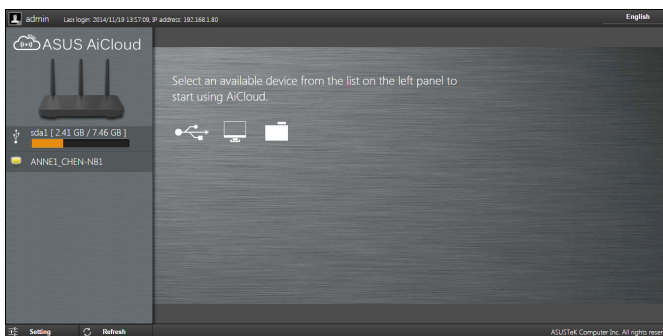 admin Last login: 2014/11/19 13:57:09, IP address: 192.168.1.80
English
ASUS AiCloud
Select an available device from the list on the left panel to
start using AiCloud.
sda1 [ 2.41 GB / 7.46 GB ]
ANNE1_CHEN-NB1
Setting Refresh
ASUSTeK Computer Inc. All rights reser